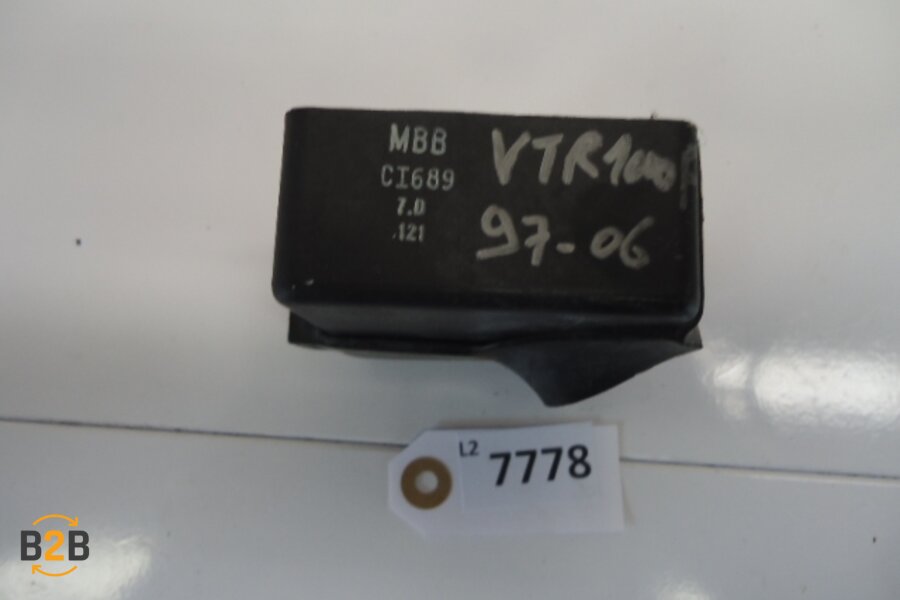 MBB
CI689
7.0
.121
VTR1000F
97-06
L2 7778
B2B